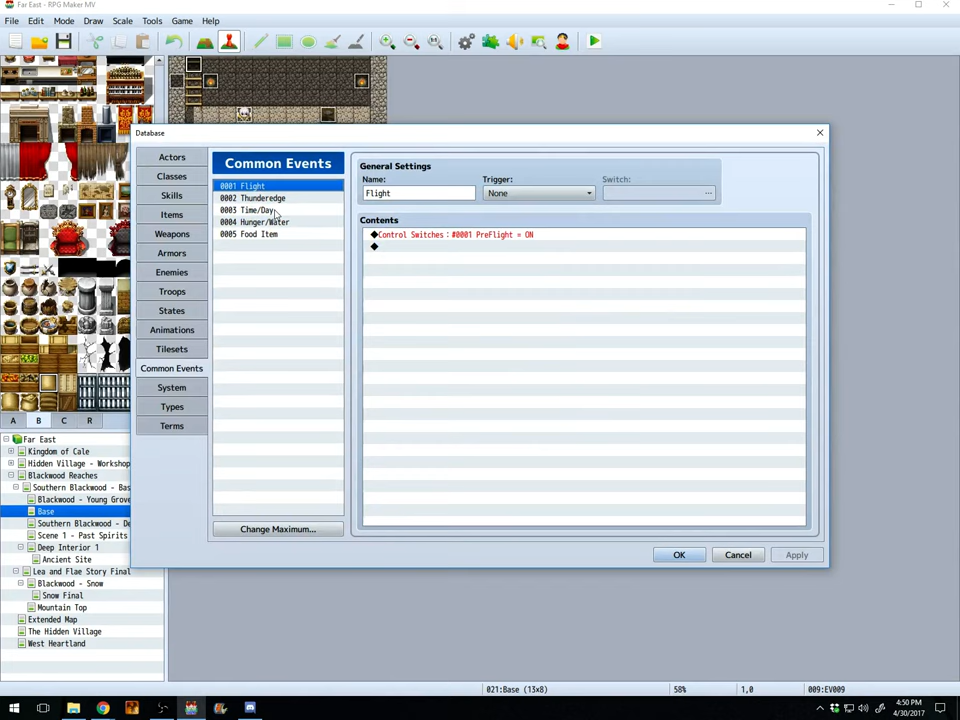 Far East - RPG Maker MV
File Edit Mode Draw Scale Tools Game Help
Database
Actors
Classes
Skills
Items
Weapons
Armors
Enemies
Troops
States
Animations
Tilesets
Common Events
System
Types
Terms
Common Events
0001 Flight
0002 Thunderedge
0003 Time/Day
0004 Hunger/Water
0005 Food Item
Change Maximum...
General Settings
Name: Trigger: Switch:
Flight None ...
Contents
◆Control Switches : #0001 PreFlight = ON
◆
OK Cancel Apply
A B C R
Far East
Kingdom of Cale
Hidden Village - Workshop
Blackwood Reaches
Southern Blackwood - Bas
Blackwood - Young Grove
Base
Southern Blackwood - De
Scene 1 - Past Spirits
Deep Interior 1
Ancient Site
Lea and Flae Story Final
Blackwood - Snow
Snow Final
Mountain Top
Extended Map
The Hidden Village
West Heartland
021:Base (13x8) 58% 1,0 009:EV009
4:50 PM
4/30/2017